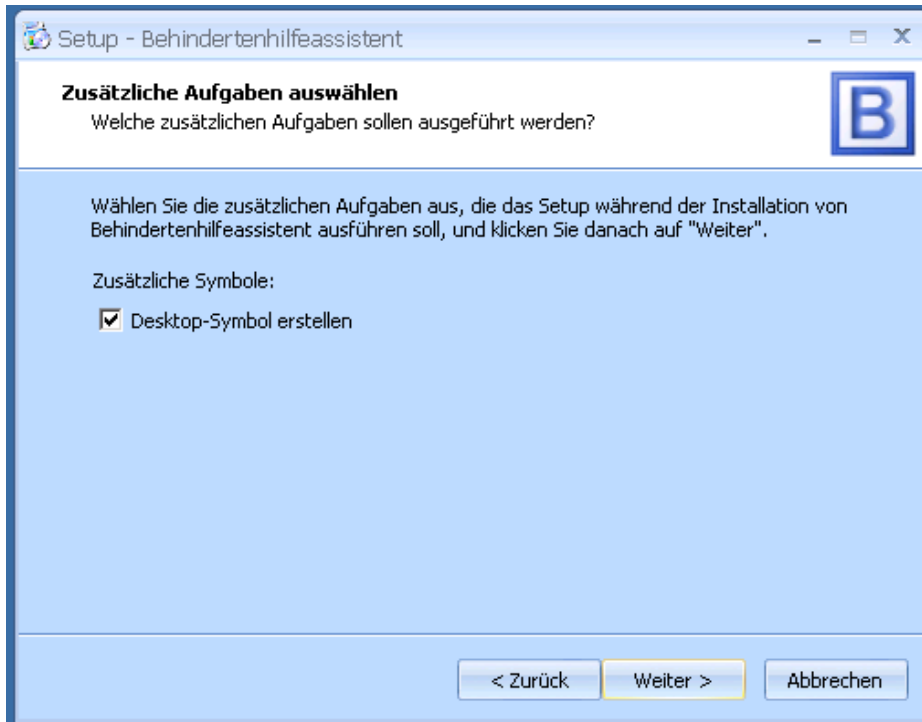 Setup - Behindertenhilfeassistent
Zusätzliche Aufgaben auswählen
Welche zusätzlichen Aufgaben sollen ausgeführt werden?
B
Wählen Sie die zusätzlichen Aufgaben aus, die das Setup während der Installation von
Behindertenhilfeassistent ausführen soll, und klicken Sie danach auf "Weiter".
Zusätzliche Symbole:
Desktop-Symbol erstellen
< Zurück
Weiter >
Abbrechen